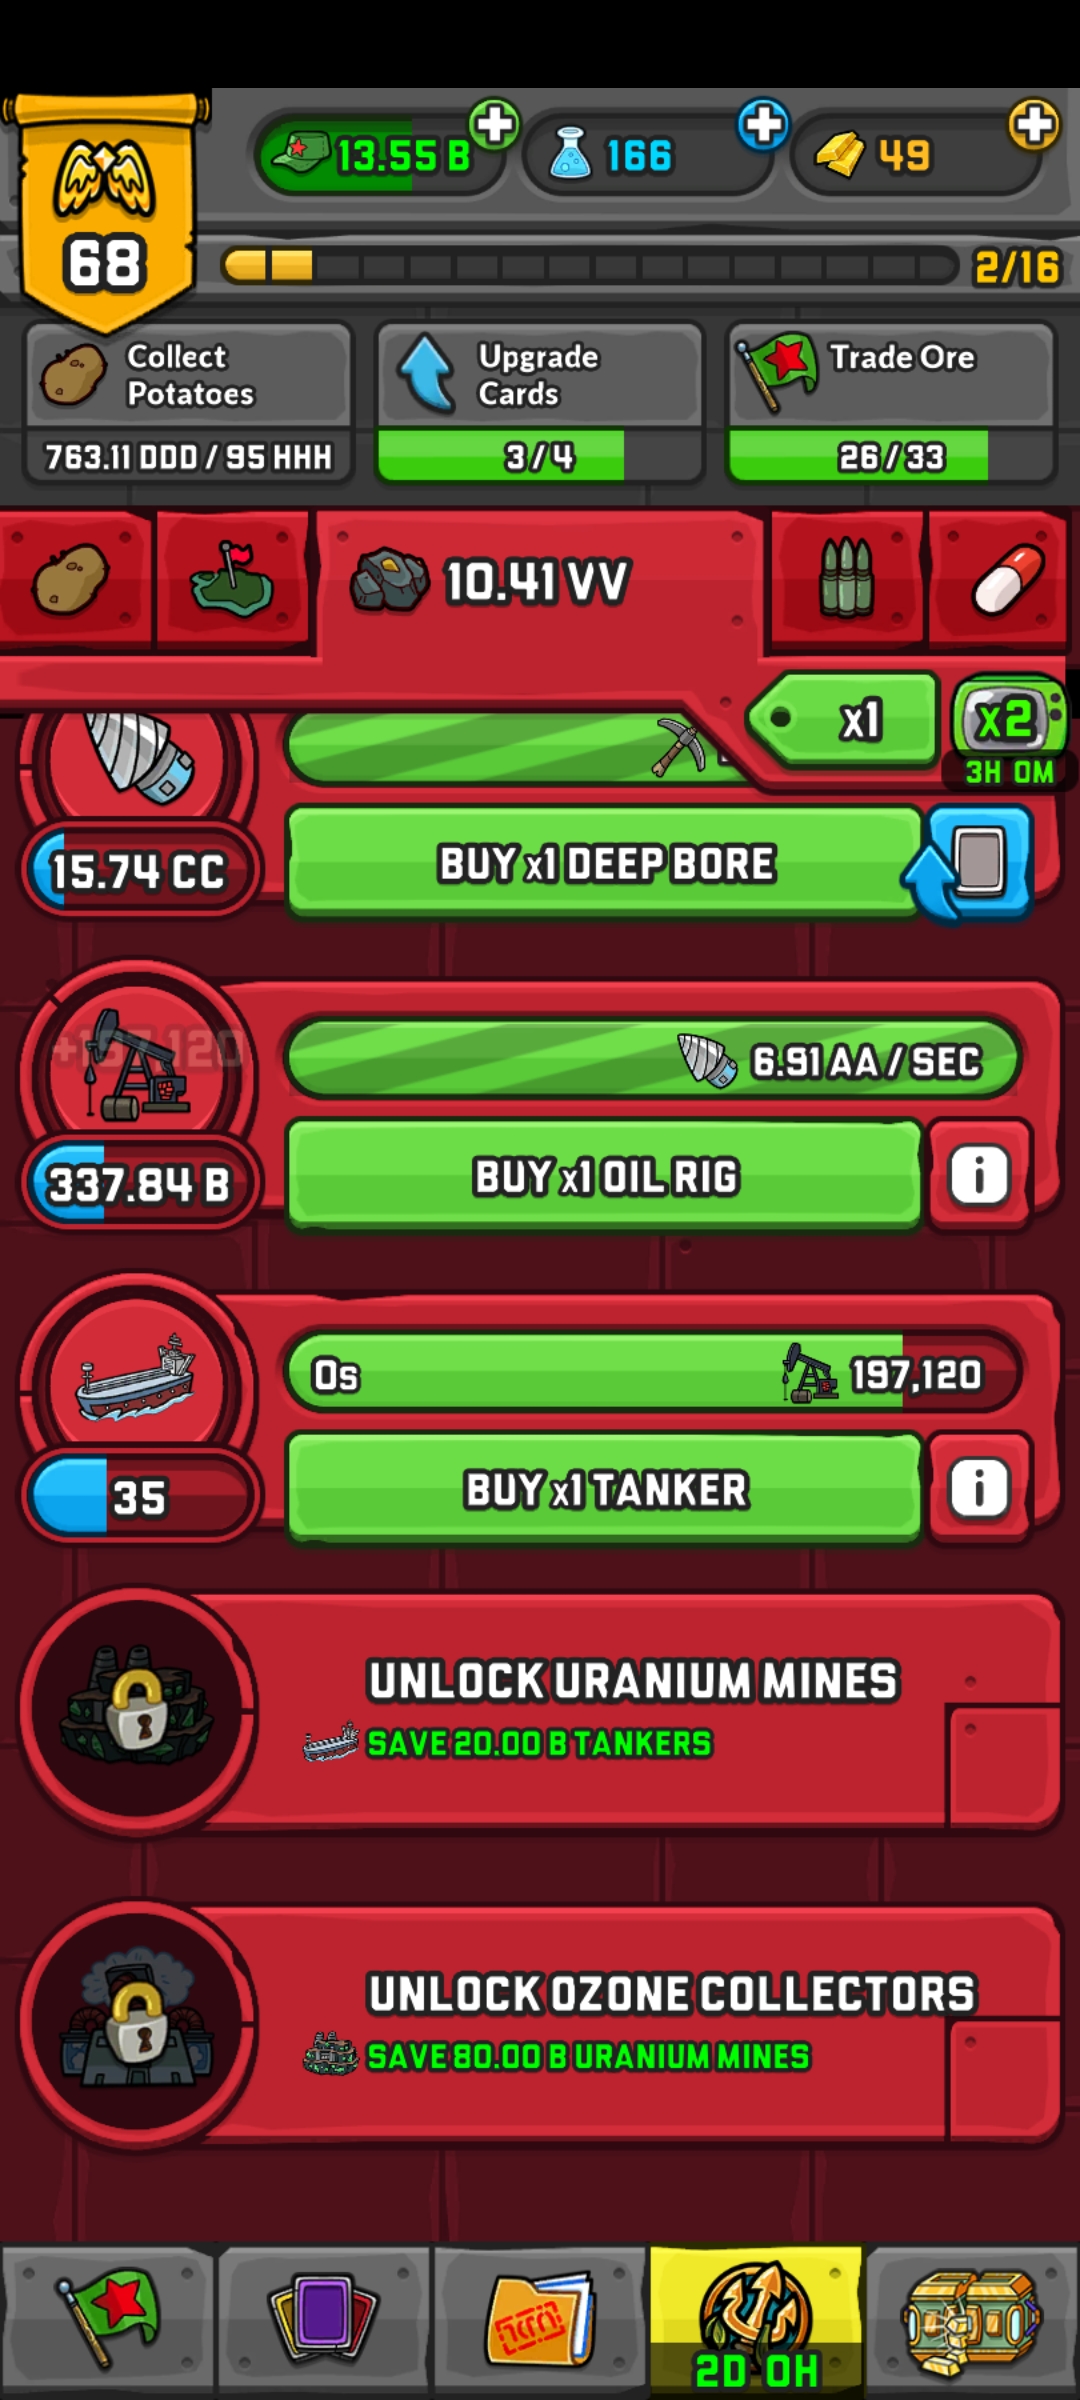 13.55 B
166
49
68
2/16
Collect
Potatoes
763.11 DDD / 95 HHH
Upgrade
Cards
3/4
Trade Ore
26/33
10.41 VV
x1
x2
3H 0M
15.74 CC
BUY x1 DEEP BORE
+197,120
6.91 AA / SEC
337.84 B
BUY x1 OIL RIG
i
0s
197,120
35
BUY x1 TANKER
i
UNLOCK URANIUM MINES
SAVE 20.00 B TANKERS
UNLOCK OZONE COLLECTORS
SAVE 80.00 B URANIUM MINES
2D 0H